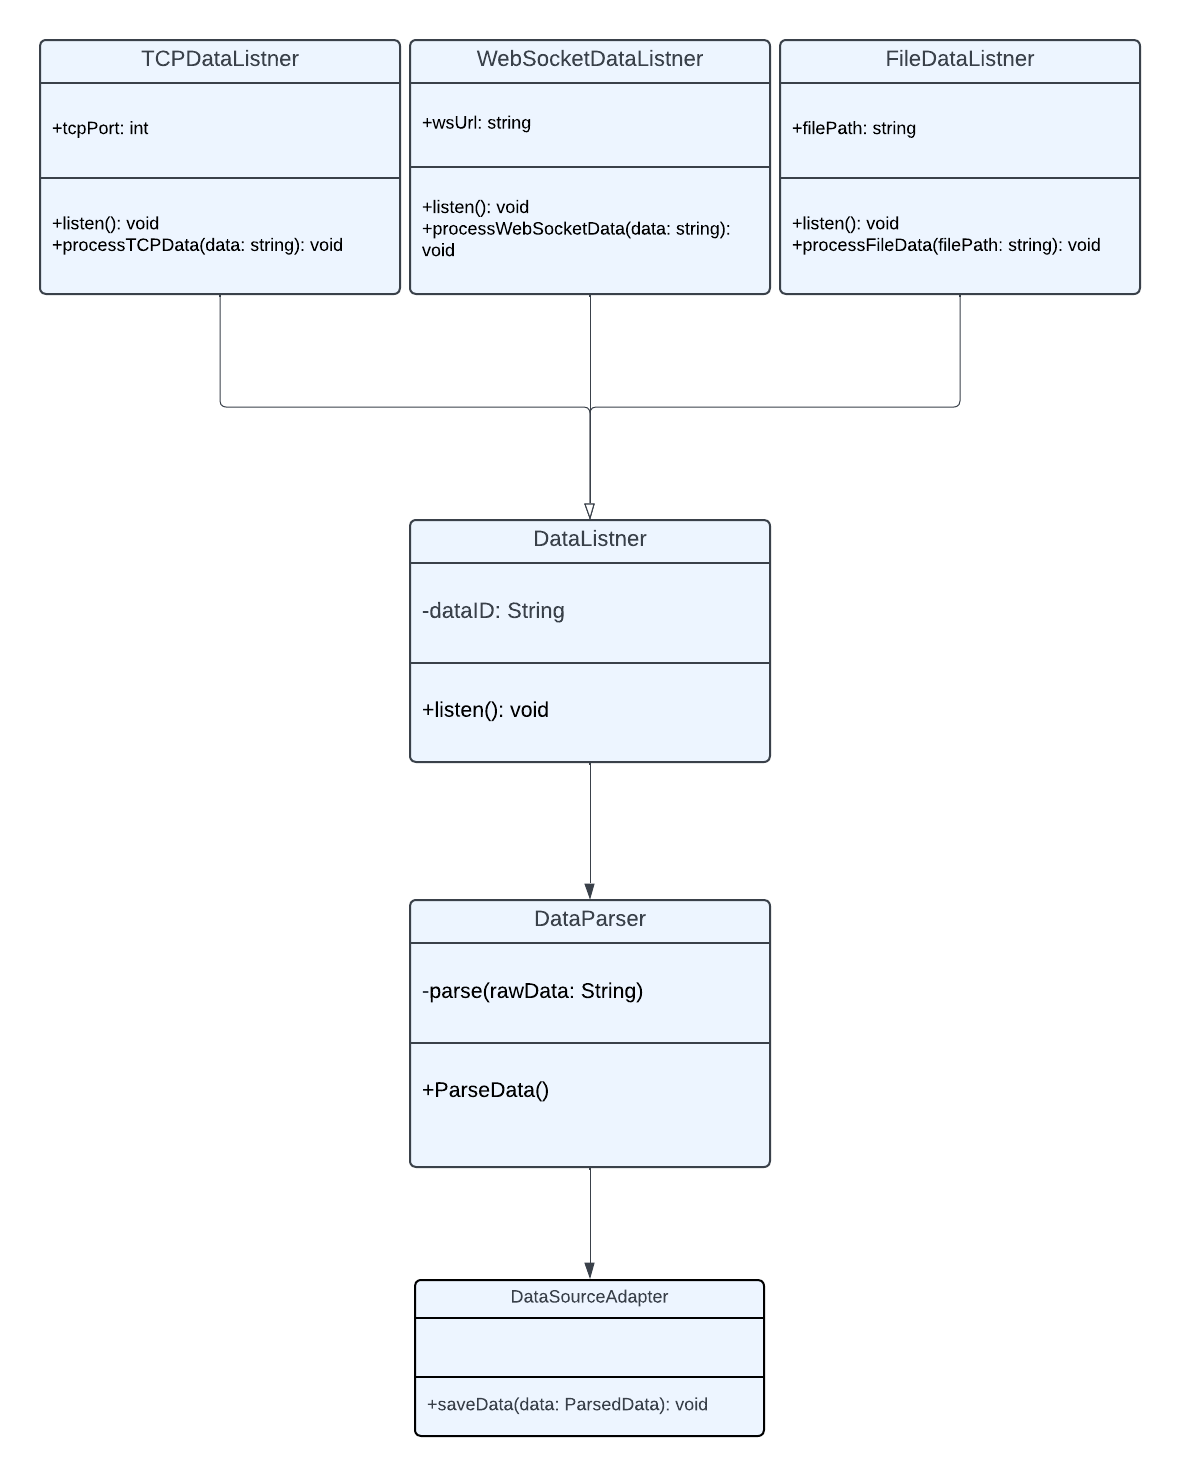 TCPDataListner
+tcpPort: int
+listen(): void
+processTCPData(data: string): void
WebSocketDataListner
+wsUrl: string
+listen(): void
+processWebSocketData(data: string):
void
FileDataListner
+filePath: string
+listen(): void
+processFileData(filePath: string): void
DataListner
-dataID: String
+listen(): void
DataParser
-parse(rawData: String)
+ParseData()
DataSourceAdapter
+saveData(data: ParsedData): void